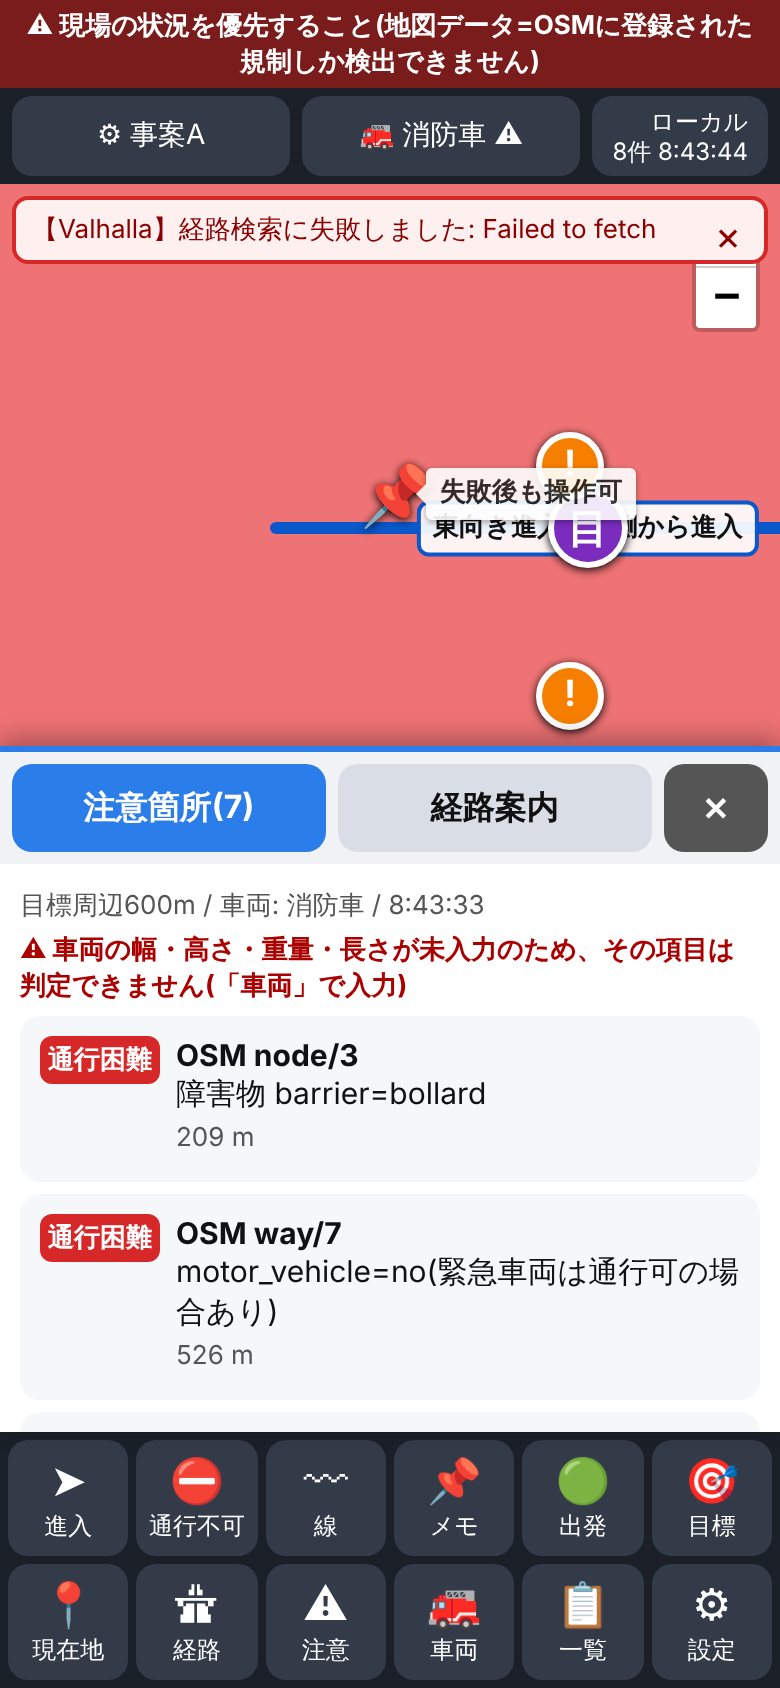 ⚠ 現場の状況を優先すること(地図データ=OSMに登録された
規制しか検出できません)
⚙ 事案A
🚒 消防車 ⚠
ローカル
8件 8:43:44
【Valhalla】経路検索に失敗しました: Failed to fetch
×
−
!
失敗後も操作可
東向き進入
目
側から進入
!
注意箇所(7)
経路案内
×
目標周辺600m / 車両: 消防車 / 8:43:33
⚠ 車両の幅・高さ・重量・長さが未入力のため、その項目は
判定できません(「車両」で入力)
通行困難
OSM node/3
障害物 barrier=bollard
209 m
通行困難
OSM way/7
motor_vehicle=no(緊急車両は通行可の場
合あり)
526 m
進入
通行不可
線
メモ
出発
目標
現在地
経路
注意
車両
一覧
設定